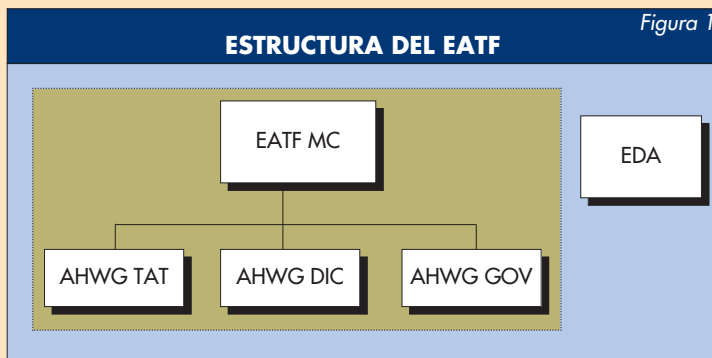 Figura 1
ESTRUCTURA DEL EATF
EATF MC
EDA
AHWG TAT
AHWG DIC
AHWG GOV